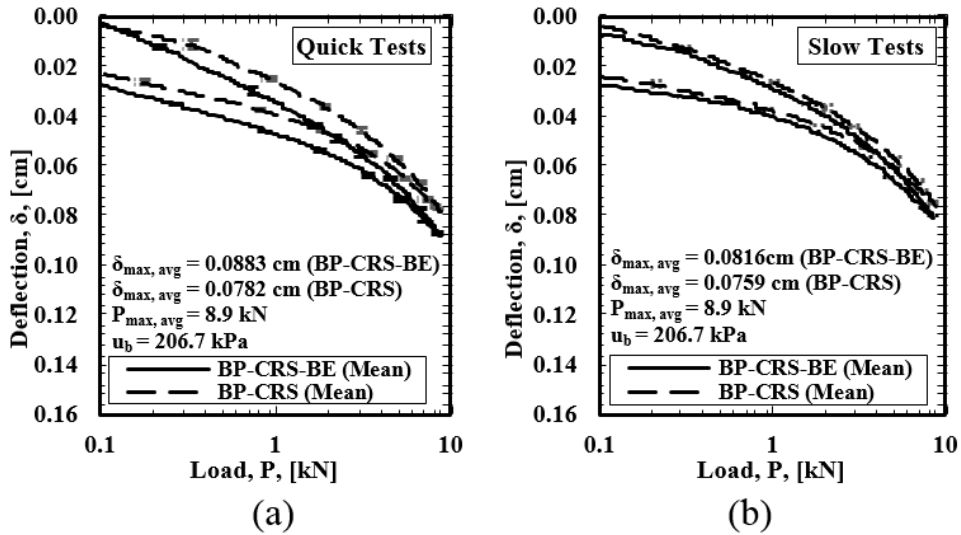 0.00
0.02
0.04
0.06
0.08
0.10
0.12
0.14
0.16
Deflection, δ, [cm]
Quick Tests
δmax, avg = 0.0883 cm (BP-CRS-BE)
δmax, avg = 0.0782 cm (BP-CRS)
Pmax, avg = 8.9 kN
ub = 206.7 kPa
BP-CRS-BE (Mean)
BP-CRS (Mean)
0.1 1 10
Load, P, [kN]
(a)
0.00
0.02
0.04
0.06
0.08
0.10
0.12
0.14
0.16
Deflection, δ, [cm]
Slow Tests
δmax, avg = 0.0816cm (BP-CRS-BE)
δmax, avg = 0.0759 cm (BP-CRS)
Pmax, avg = 8.9 kN
ub = 206.7 kPa
BP-CRS-BE (Mean)
BP-CRS (Mean)
0.1 1 10
Load, P, [kN]
(b)